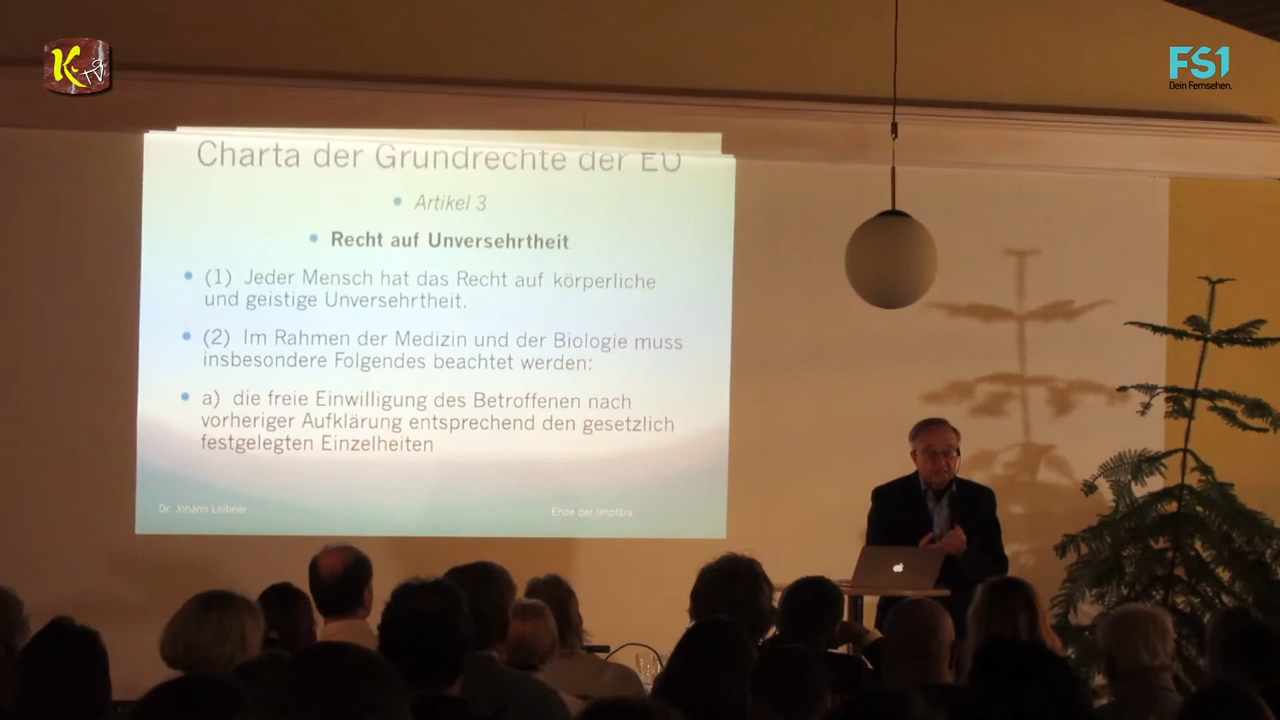 K-TV
FS1
Dein Fernsehen.
Charta der Grundrechte der EU
• Artikel 3
• Recht auf Unversehrtheit
• (1) Jeder Mensch hat das Recht auf körperliche
und geistige Unversehrtheit.
• (2) Im Rahmen der Medizin und der Biologie muss
insbesondere Folgendes beachtet werden:
• a) die freie Einwilligung des Betroffenen nach
vorheriger Aufklärung entsprechend den gesetzlich
festgelegten Einzelheiten
Dr. Johann Loibner
Ende der Impfära